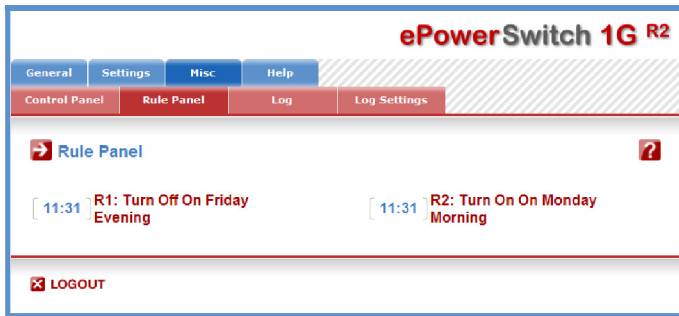 ePowerSwitch 1G R2
General Settings Misc Help
Control Panel Rule Panel Log Log Settings
Rule Panel ?
11:31 R1: Turn Off On Friday Evening
11:31 R2: Turn On On Monday Morning
LOGOUT